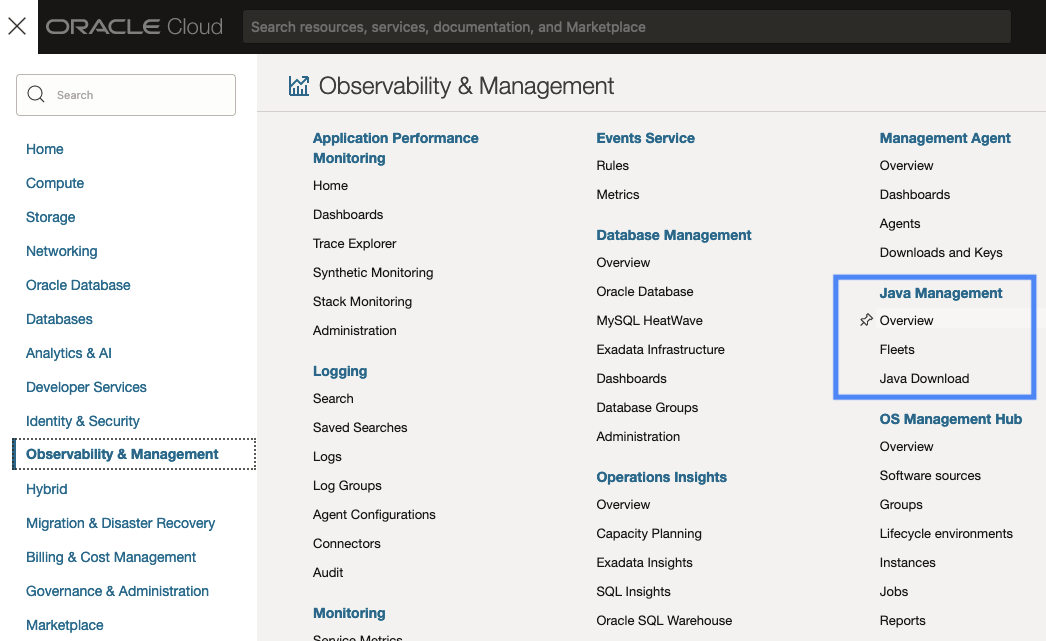 ORACLE Cloud
Search resources, services, documentation, and Marketplace
Search
Home
Compute
Storage
Networking
Oracle Database
Databases
Analytics & AI
Developer Services
Identity & Security
Observability & Management
Hybrid
Migration & Disaster Recovery
Billing & Cost Management
Governance & Administration
Marketplace
Observability & Management
Application Performance
Monitoring
Home
Dashboards
Trace Explorer
Synthetic Monitoring
Stack Monitoring
Administration
Logging
Search
Saved Searches
Logs
Log Groups
Agent Configurations
Connectors
Audit
Monitoring
Service Metrics
Events Service
Rules
Metrics
Database Management
Overview
Oracle Database
MySQL HeatWave
Exadata Infrastructure
Dashboards
Database Groups
Administration
Operations Insights
Overview
Capacity Planning
Exadata Insights
SQL Insights
Oracle SQL Warehouse
Management Agent
Overview
Dashboards
Agents
Downloads and Keys
Java Management
Overview
Fleets
Java Download
OS Management Hub
Overview
Software sources
Groups
Lifecycle environments
Instances
Jobs
Reports